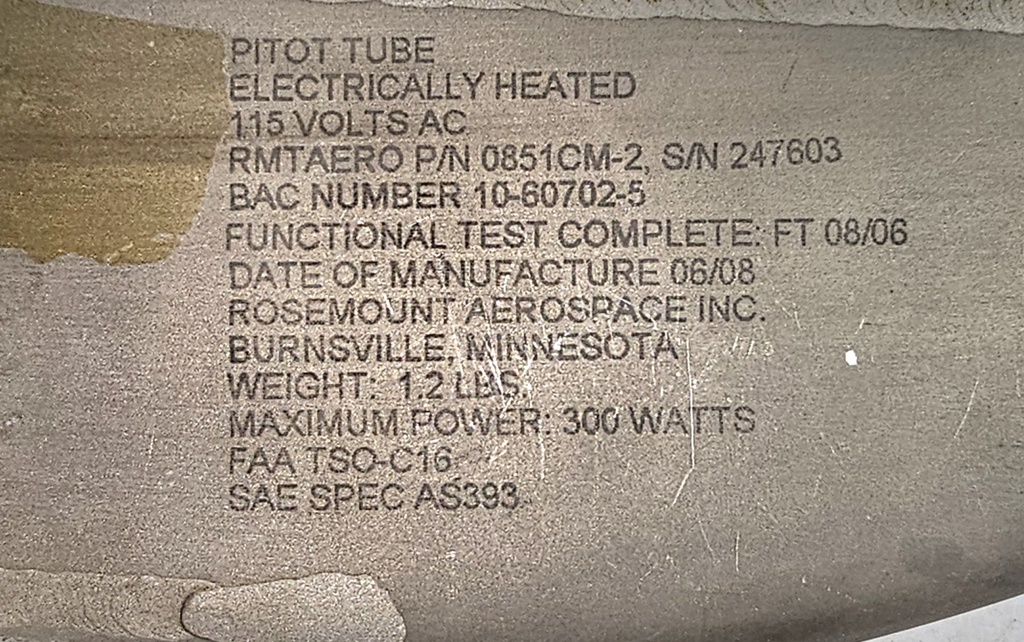 PITOT TUBE
ELECTRICALLY HEATED
115 VOLTS AC
RMTAERO P/N 0851CM-2, S/N 247603
BAC NUMBER 10-60702-5
FUNCTIONAL TEST COMPLETE: FT 08/06
DATE OF MANUFACTURE 06/08
ROSEMOUNT AEROSPACE INC.
BURNSVILLE, MINNESOTA
WEIGHT: 1.2 LBS.
MAXIMUM POWER: 300 WATTS
FAA TSO-C16
SAE SPEC AS393